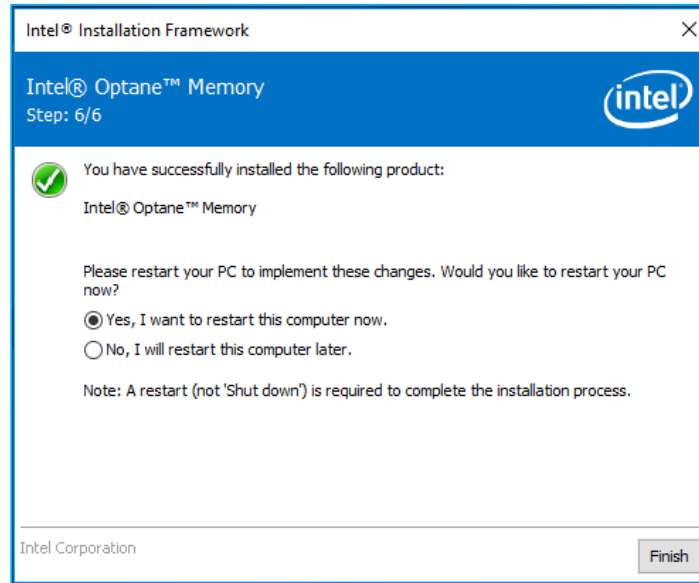 Intel® Installation Framework
Intel® Optane™ Memory
Step: 6/6
intel
You have successfully installed the following product:
Intel® Optane™ Memory
Please restart your PC to implement these changes. Would you like to restart your PC
now?
Yes, I want to restart this computer now.
No, I will restart this computer later.
Note: A restart (not 'Shut down') is required to complete the installation process.
Intel Corporation
Finish